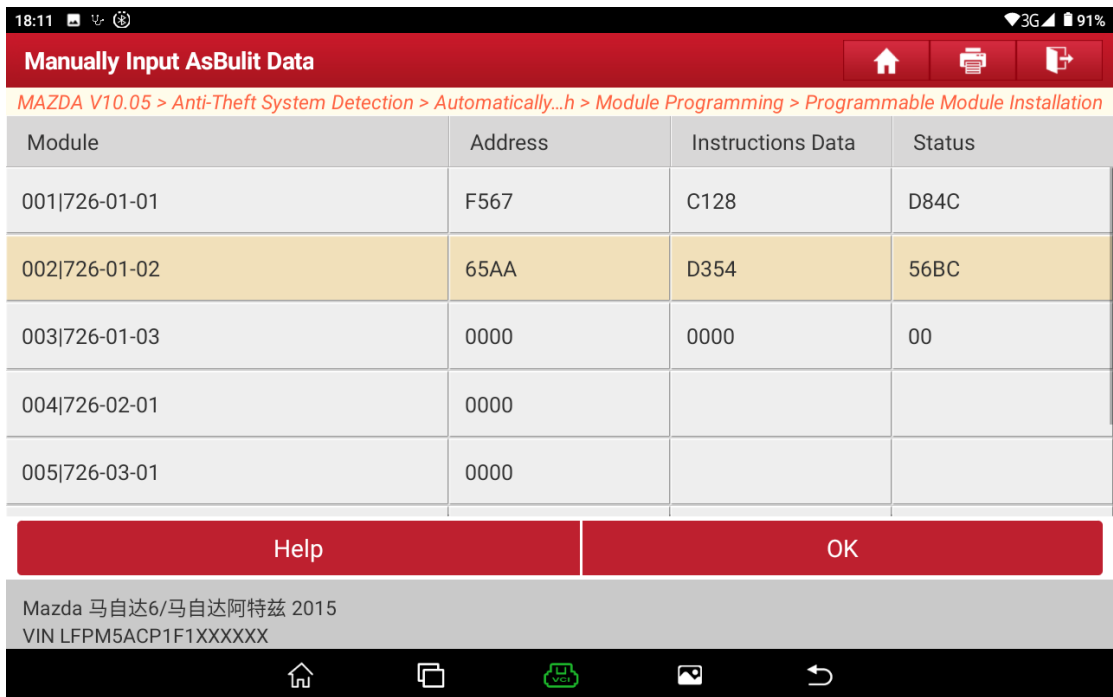 18:11 3G 91%
Manually Input AsBulit Data
MAZDA V10.05 > Anti-Theft System Detection > Automatically...h > Module Programming > Programmable Module Installation
Module Address Instructions Data Status
001|726-01-01 F567 C128 D84C
002|726-01-02 65AA D354 56BC
003|726-01-03 0000 0000 00
004|726-02-01 0000
005|726-03-01 0000
Help OK
Mazda 马自达6/马自达阿特兹 2015
VIN LFPM5ACP1F1XXXXXX
VCI